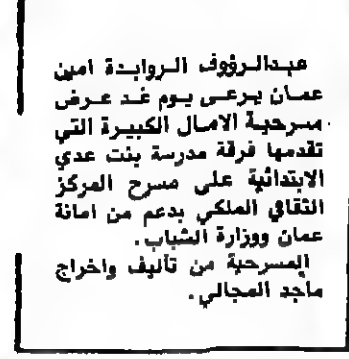 عبدالرؤوف الروابدة امين
عمان يرعى يوم غد عرض
مسرحية الامال الكبيرة التي
تقدمها فرقة مدرسة بنت عدي
الابتدائية على مسرح المركز
الثقافي الملكي بدعم من امانة
عمان ووزارة الشباب.
المسرحية من تأليف واخراج
ماجد المجالي.